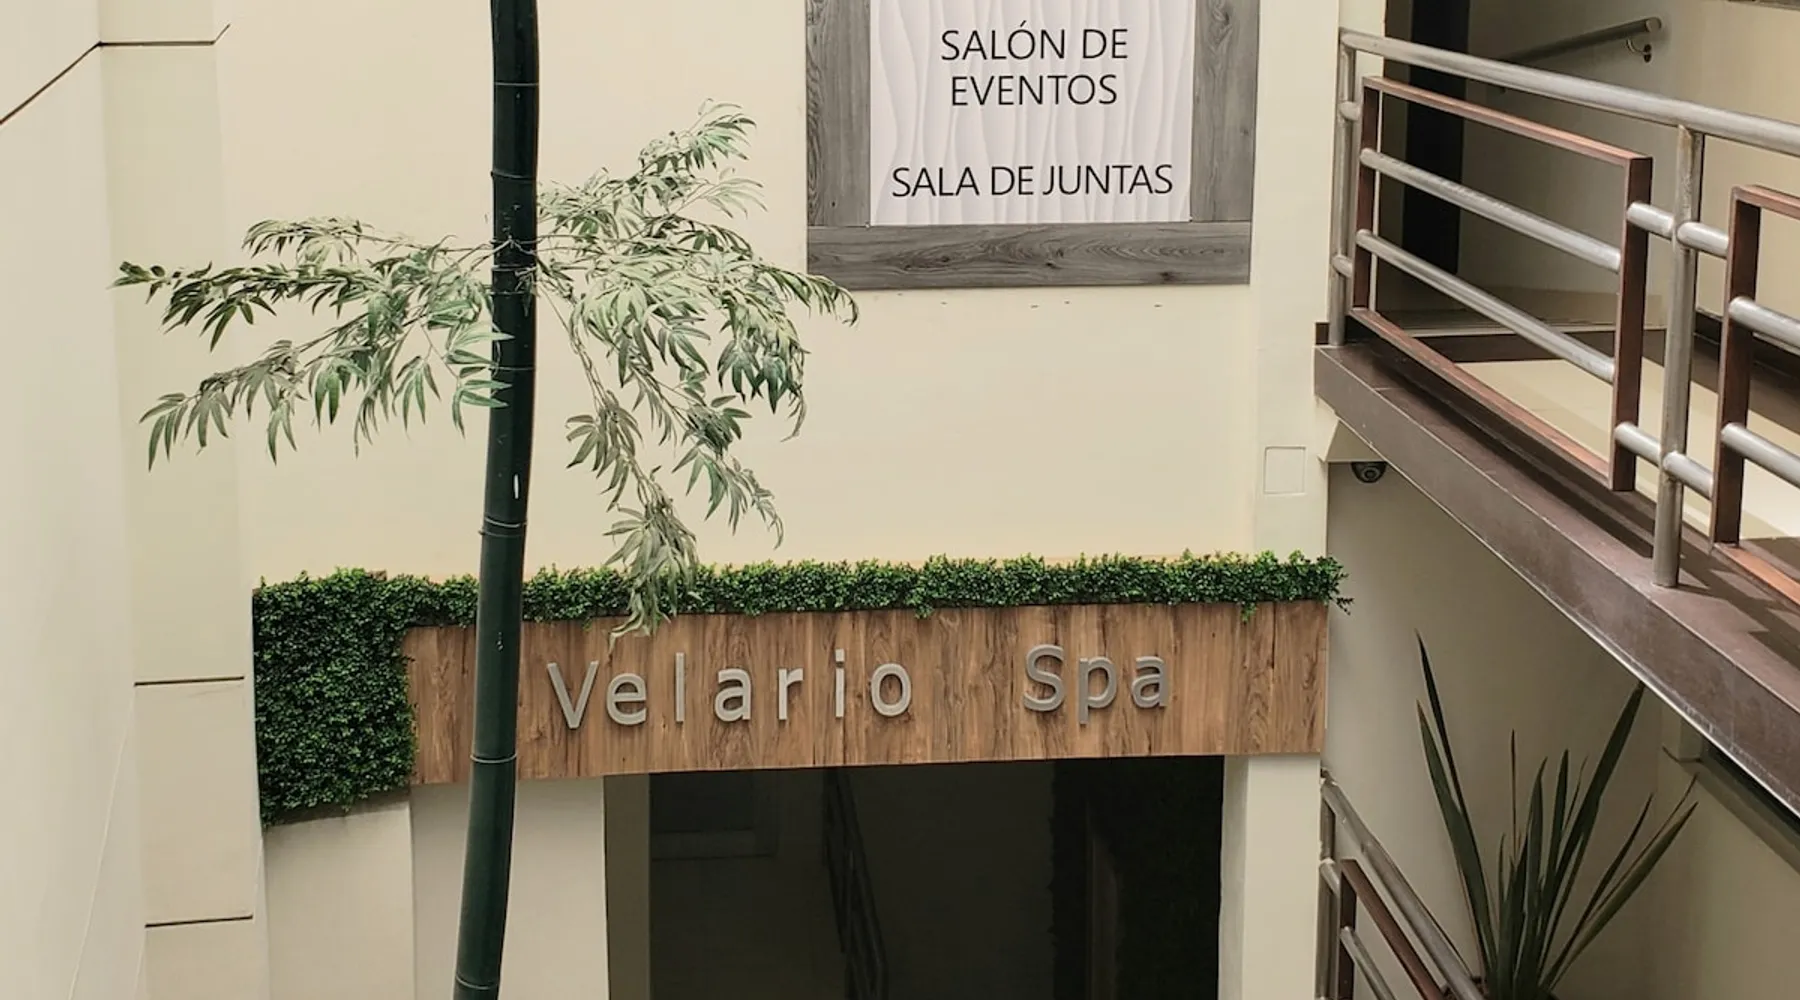 SALÓN DE
EVENTOS
SALA DE JUNTAS
Velario Spa